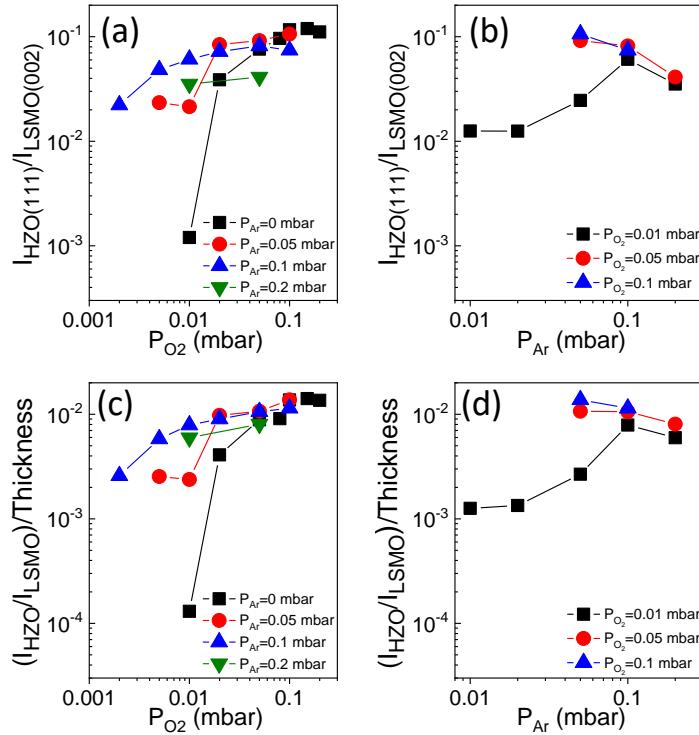 (a)
I_HZO(111)/I_LSMO(002)
10⁻¹
10⁻²
10⁻³
P_Ar=0 mbar
P_Ar=0.05 mbar
P_Ar=0.1 mbar
P_Ar=0.2 mbar
0.001 0.01 0.1
P_O2 (mbar)
(b)
I_HZO(111)/I_LSMO(002)
10⁻¹
10⁻²
10⁻³
P_O₂=0.01 mbar
P_O₂=0.05 mbar
P_O₂=0.1 mbar
0.01 0.1
P_Ar (mbar)
(c)
(I_HZO/I_LSMO)/Thickness
10⁻²
10⁻³
10⁻⁴
P_Ar=0 mbar
P_Ar=0.05 mbar
P_Ar=0.1 mbar
P_Ar=0.2 mbar
0.001 0.01 0.1
P_O2 (mbar)
(d)
(I_HZO/I_LSMO)/Thickness
10⁻²
10⁻³
10⁻⁴
P_O₂=0.01 mbar
P_O₂=0.05 mbar
P_O₂=0.1 mbar
0.01 0.1
P_Ar (mbar)